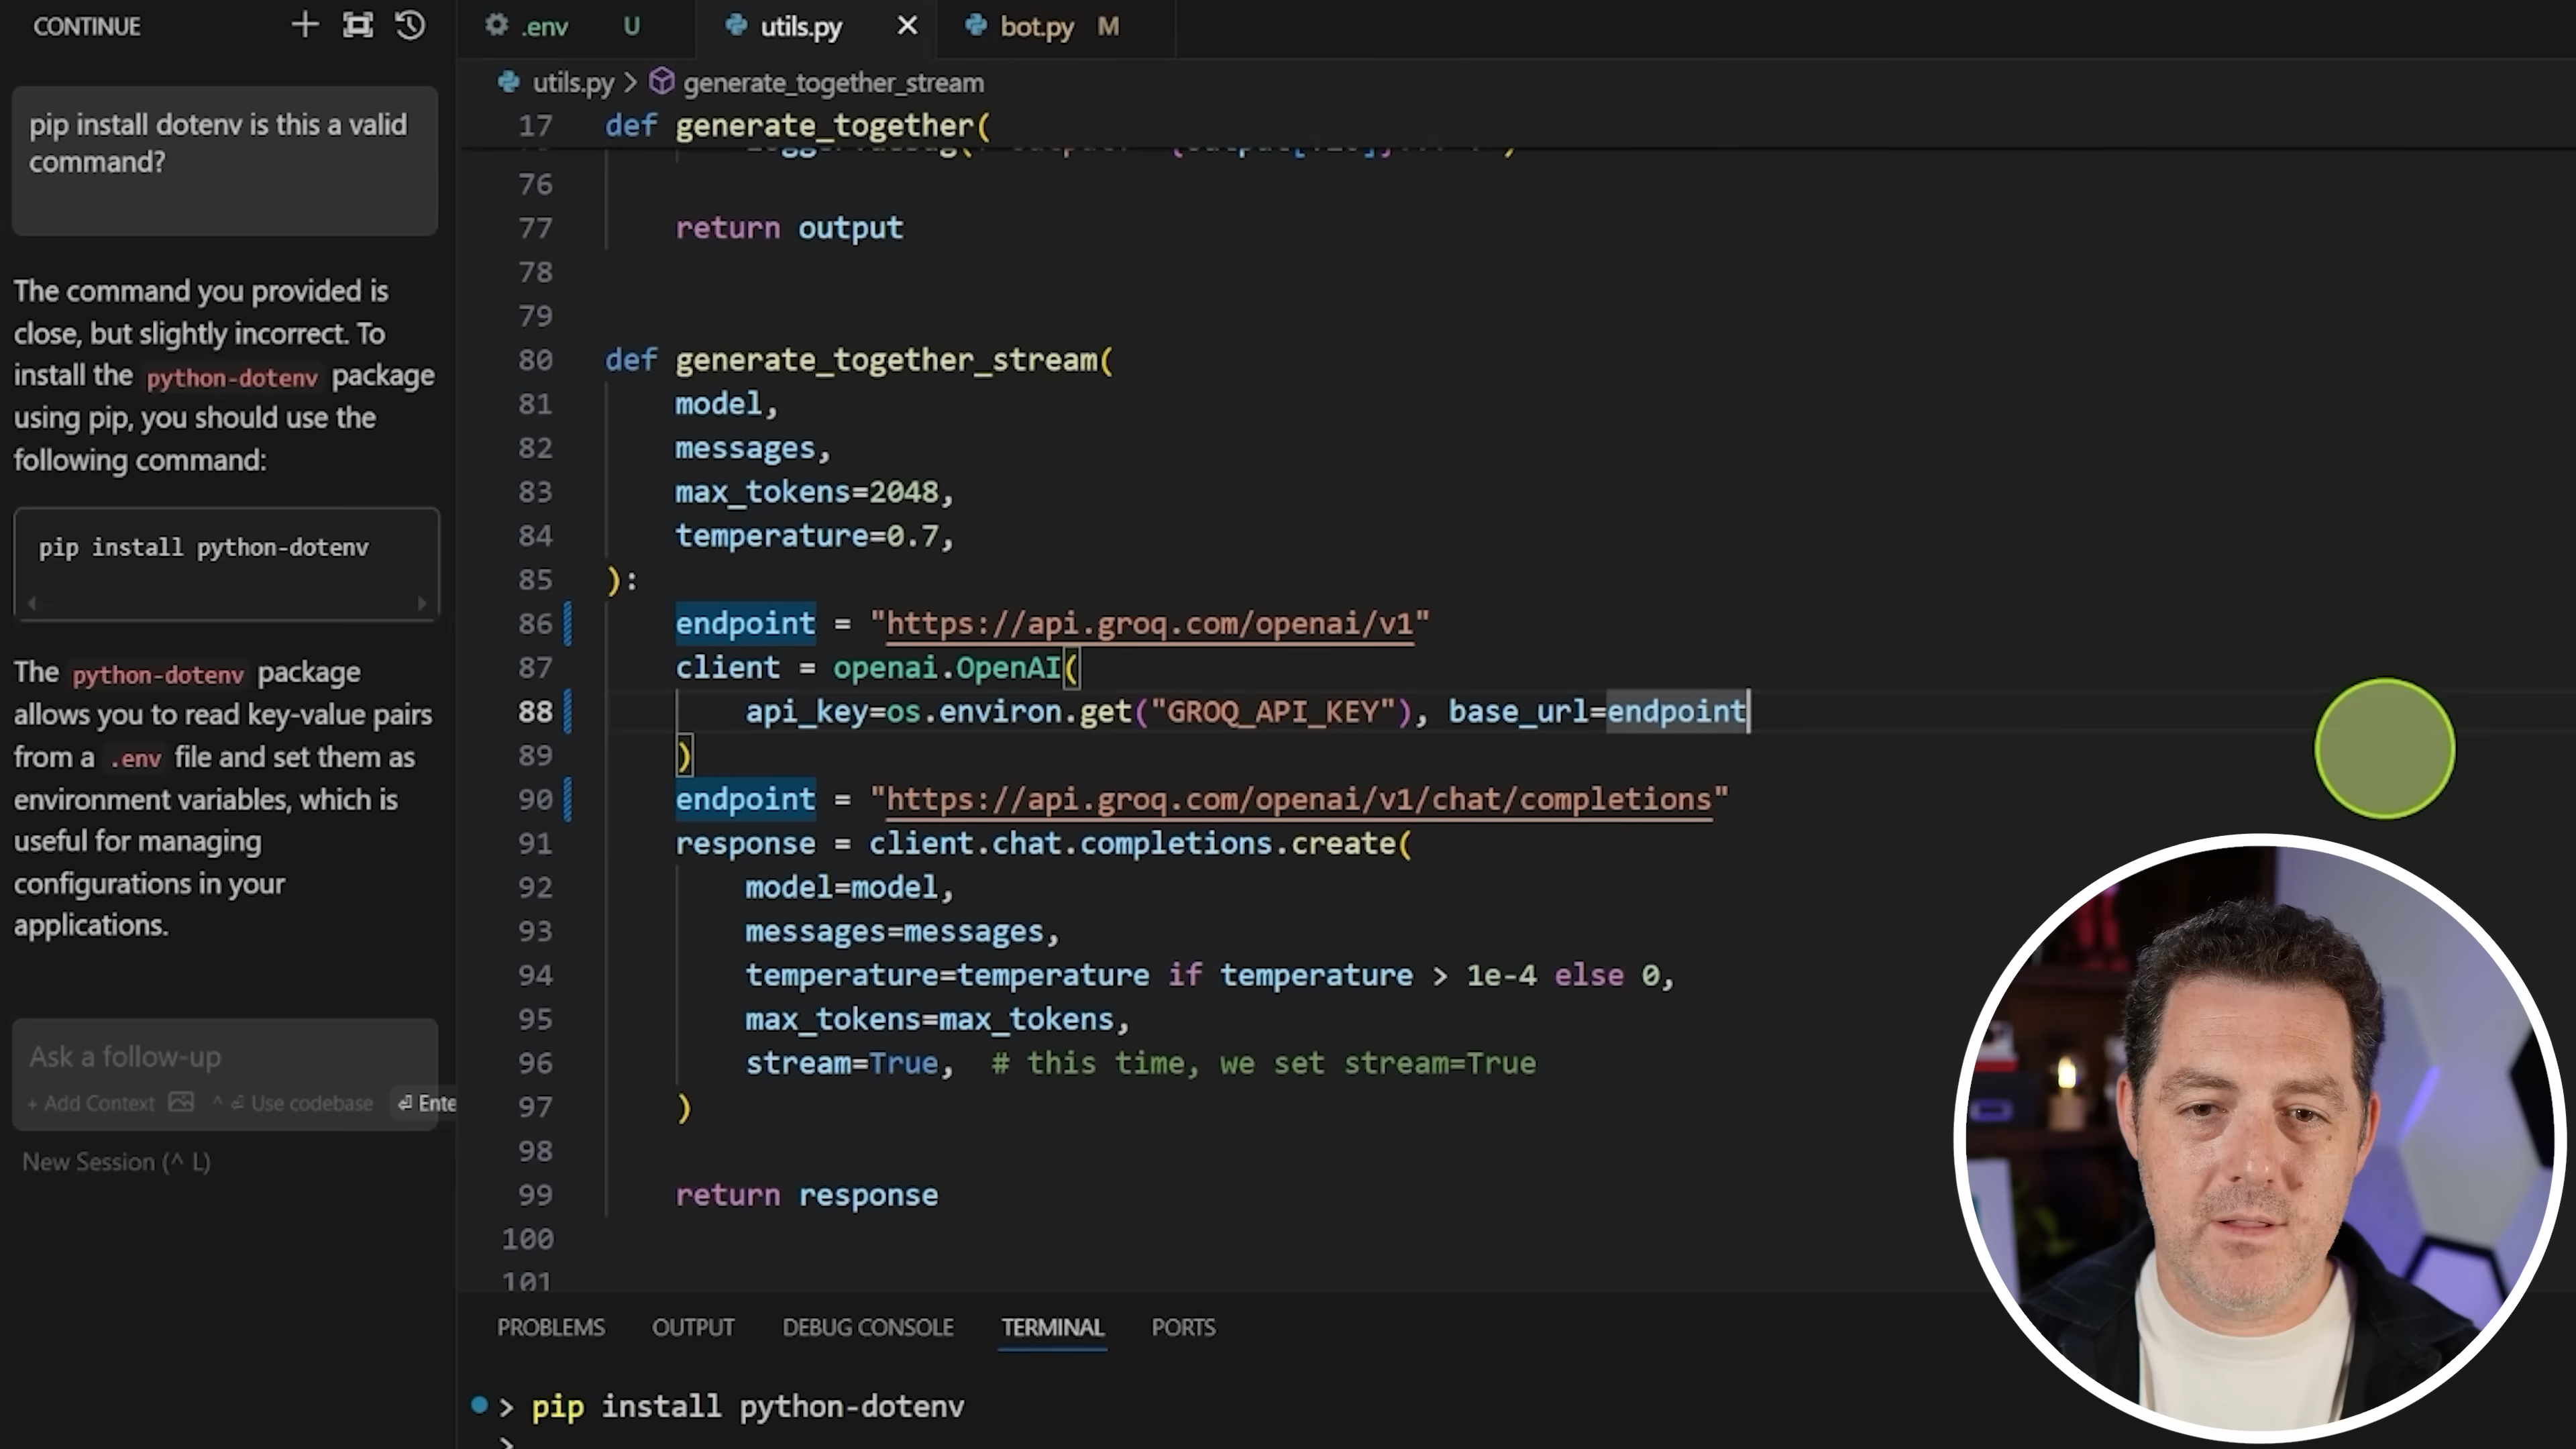 CONTINUE
pip install dotenv is this a valid
command?
The command you provided is
close, but slightly incorrect. To
install the python-dotenv package
using pip, you should use the
following command:
pip install python-dotenv
The python-dotenv package
allows you to read key-value pairs
from a .env file and set them as
environment variables, which is
useful for managing
configurations in your
applications.
Ask a follow-up
+ Add Context ^ ⏎ Use codebase ⏎ Ente
New Session (^ L)
.env U utils.py × bot.py M
utils.py > generate_together_stream
17 def generate_together(
76
77 return output
78
79
80 def generate_together_stream(
81 model,
82 messages,
83 max_tokens=2048,
84 temperature=0.7,
85 ):
86 endpoint = "https://api.groq.com/openai/v1"
87 client = openai.OpenAI(
88 api_key=os.environ.get("GROQ_API_KEY"), base_url=endpoint
89 )
90 endpoint = "https://api.groq.com/openai/v1/chat/completions"
91 response = client.chat.completions.create(
92 model=model,
93 messages=messages,
94 temperature=temperature if temperature > 1e-4 else 0,
95 max_tokens=max_tokens,
96 stream=True, # this time, we set stream=True
97 )
98
99 return response
100
101
PROBLEMS OUTPUT DEBUG CONSOLE TERMINAL PORTS
> pip install python-dotenv
>